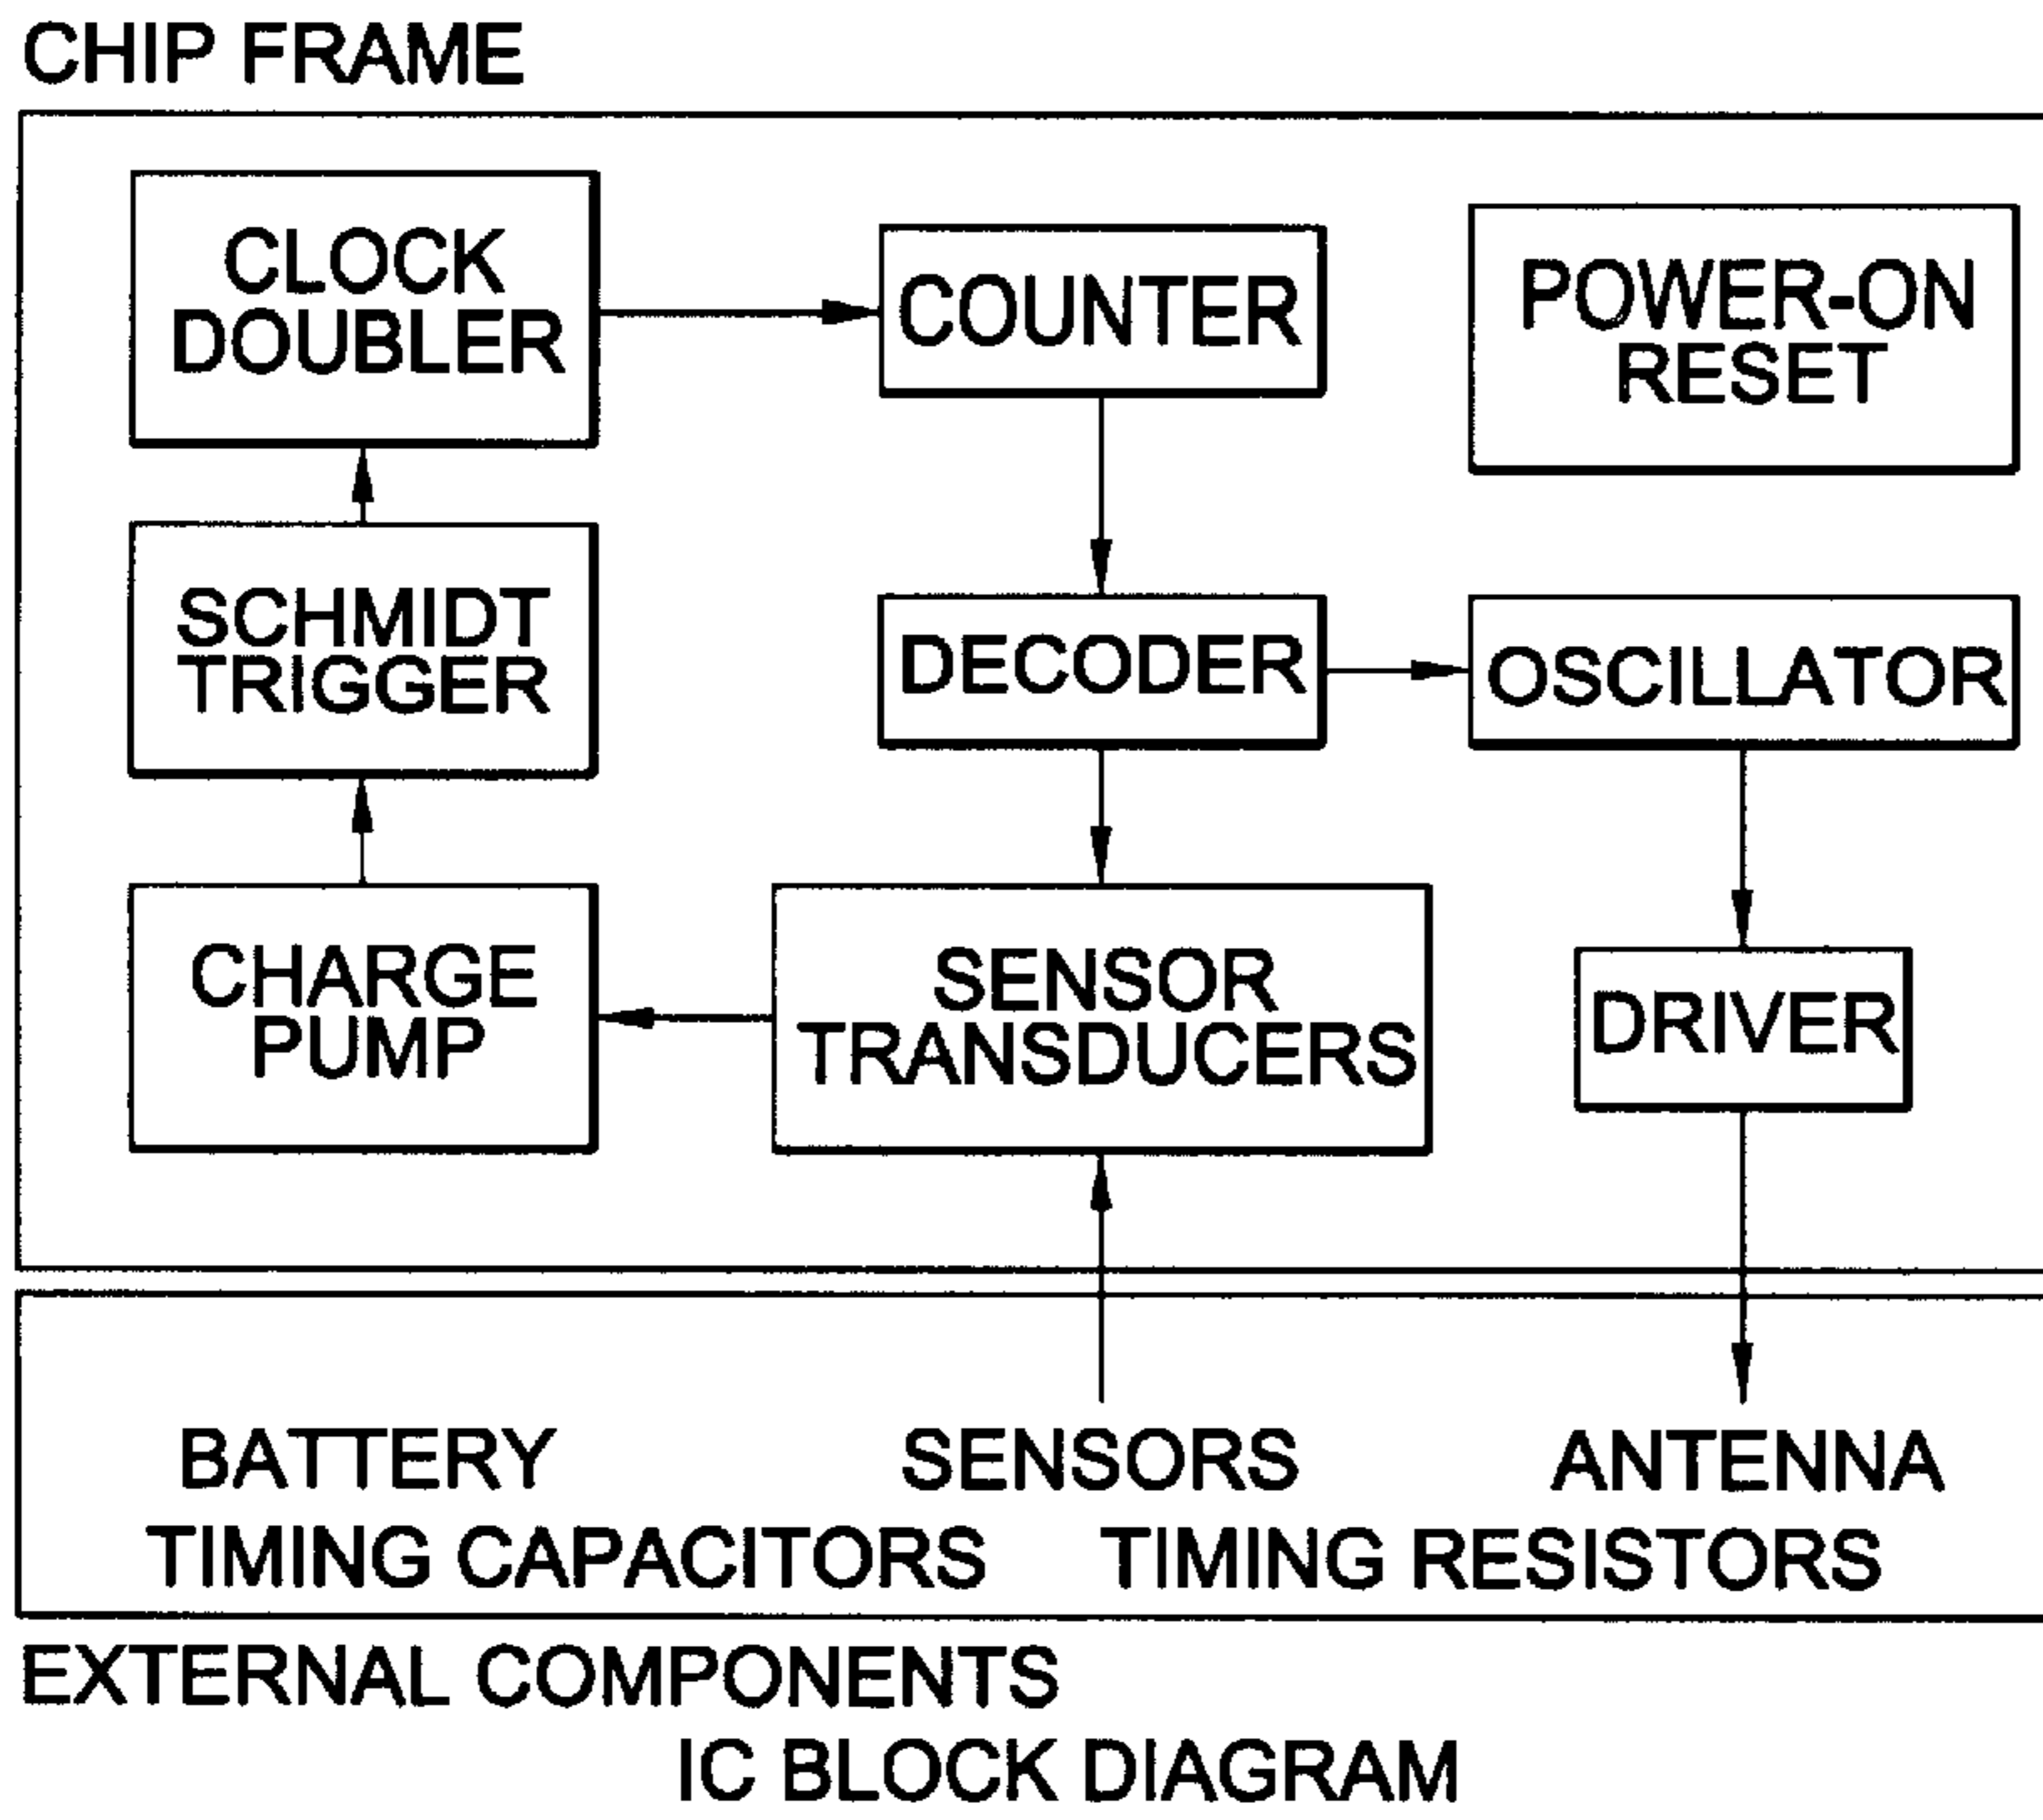 CHIP FRAME
CLOCK
DOUBLER
COUNTER
POWER-ON
RESET
SCHMIDT
TRIGGER
DECODER
OSCILLATOR
CHARGE
PUMP
SENSOR
TRANSDUCERS
DRIVER
BATTERY
SENSORS
ANTENNA
TIMING CAPACITORS
TIMING RESISTORS
EXTERNAL COMPONENTS
IC BLOCK DIAGRAM